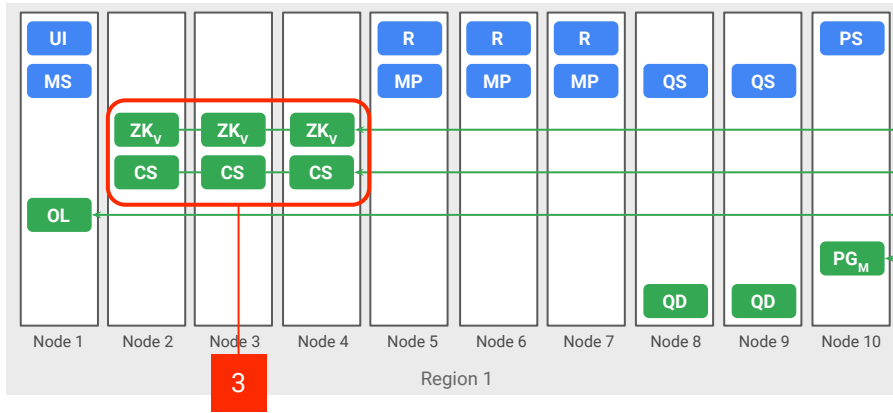 UI R R R PS
MS MP MP MP QS QS
ZKV ZKV ZKV
CS CS CS
OL
PGM
QD QD
Node 1 Node 2 Node 3 Node 4 Node 5 Node 6 Node 7 Node 8 Node 9 Node 10
3 Region 1